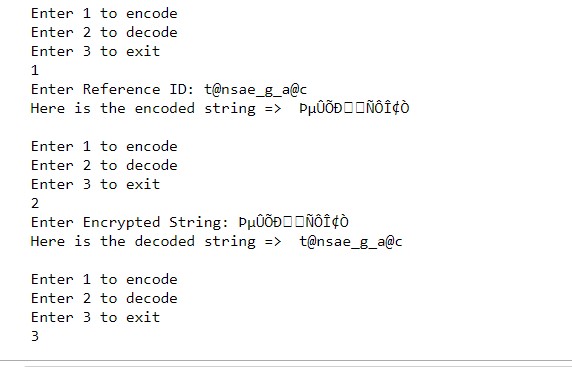 Enter 1 to encode
Enter 2 to decode
Enter 3 to exit
1
Enter Reference ID: t@nsae_g_a@c
Here is the encoded string => ÞµÛÕÐ□□ÑÔÎ¢Ò
Enter 1 to encode
Enter 2 to decode
Enter 3 to exit
2
Enter Encrypted String: ÞµÛÕÐ□□ÑÔÎ¢Ò
Here is the decoded string => t@nsae_g_a@c
Enter 1 to encode
Enter 2 to decode
Enter 3 to exit
3